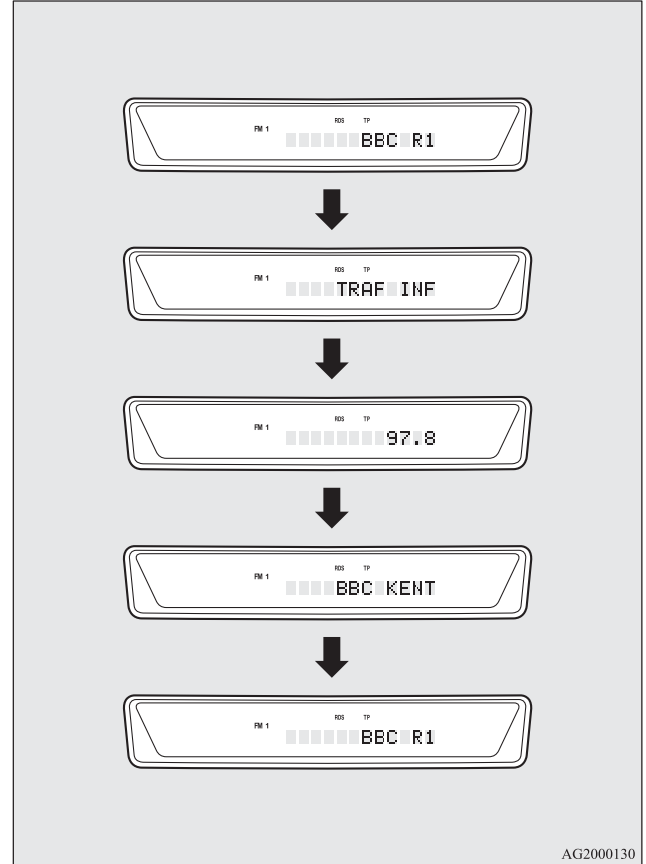 RDS TP
FM 1 BBC R1
RDS TP
FM 1 TRAF INF
RDS TP
FM 1 97.8
RDS TP
FM 1 BBC KENT
RDS TP
FM 1 BBC R1
AG2000130